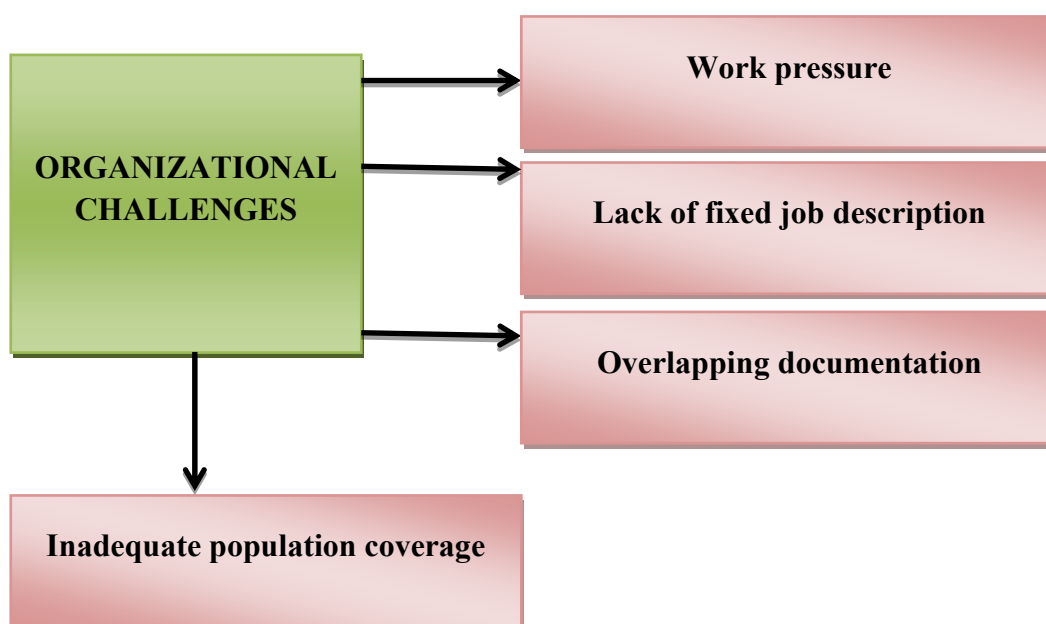 Work pressure
ORGANIZATIONAL
CHALLENGES
Lack of fixed job description
Overlapping documentation
Inadequate population coverage